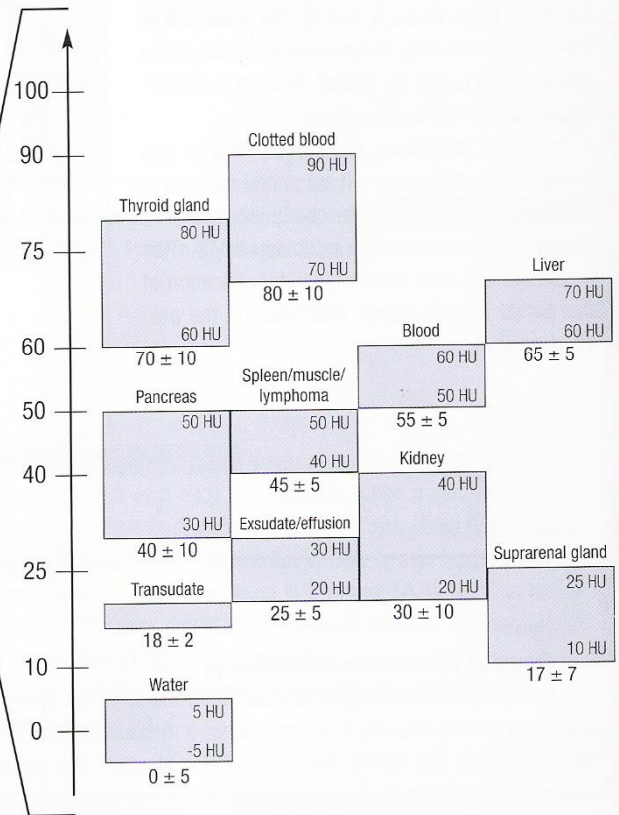 100
90
75
60
50
40
25
10
0
Clotted blood
90 HU
70 HU
80 ± 10
Thyroid gland
80 HU
60 HU
70 ± 10
Liver
70 HU
60 HU
65 ± 5
Blood
60 HU
50 HU
55 ± 5
Pancreas
50 HU
30 HU
40 ± 10
Spleen/muscle/
lymphoma
50 HU
40 HU
45 ± 5
Kidney
40 HU
20 HU
30 ± 10
Exsudate/effusion
30 HU
20 HU
25 ± 5
Suprarenal gland
25 HU
10 HU
17 ± 7
Transudate
18 ± 2
Water
5 HU
-5 HU
0 ± 5